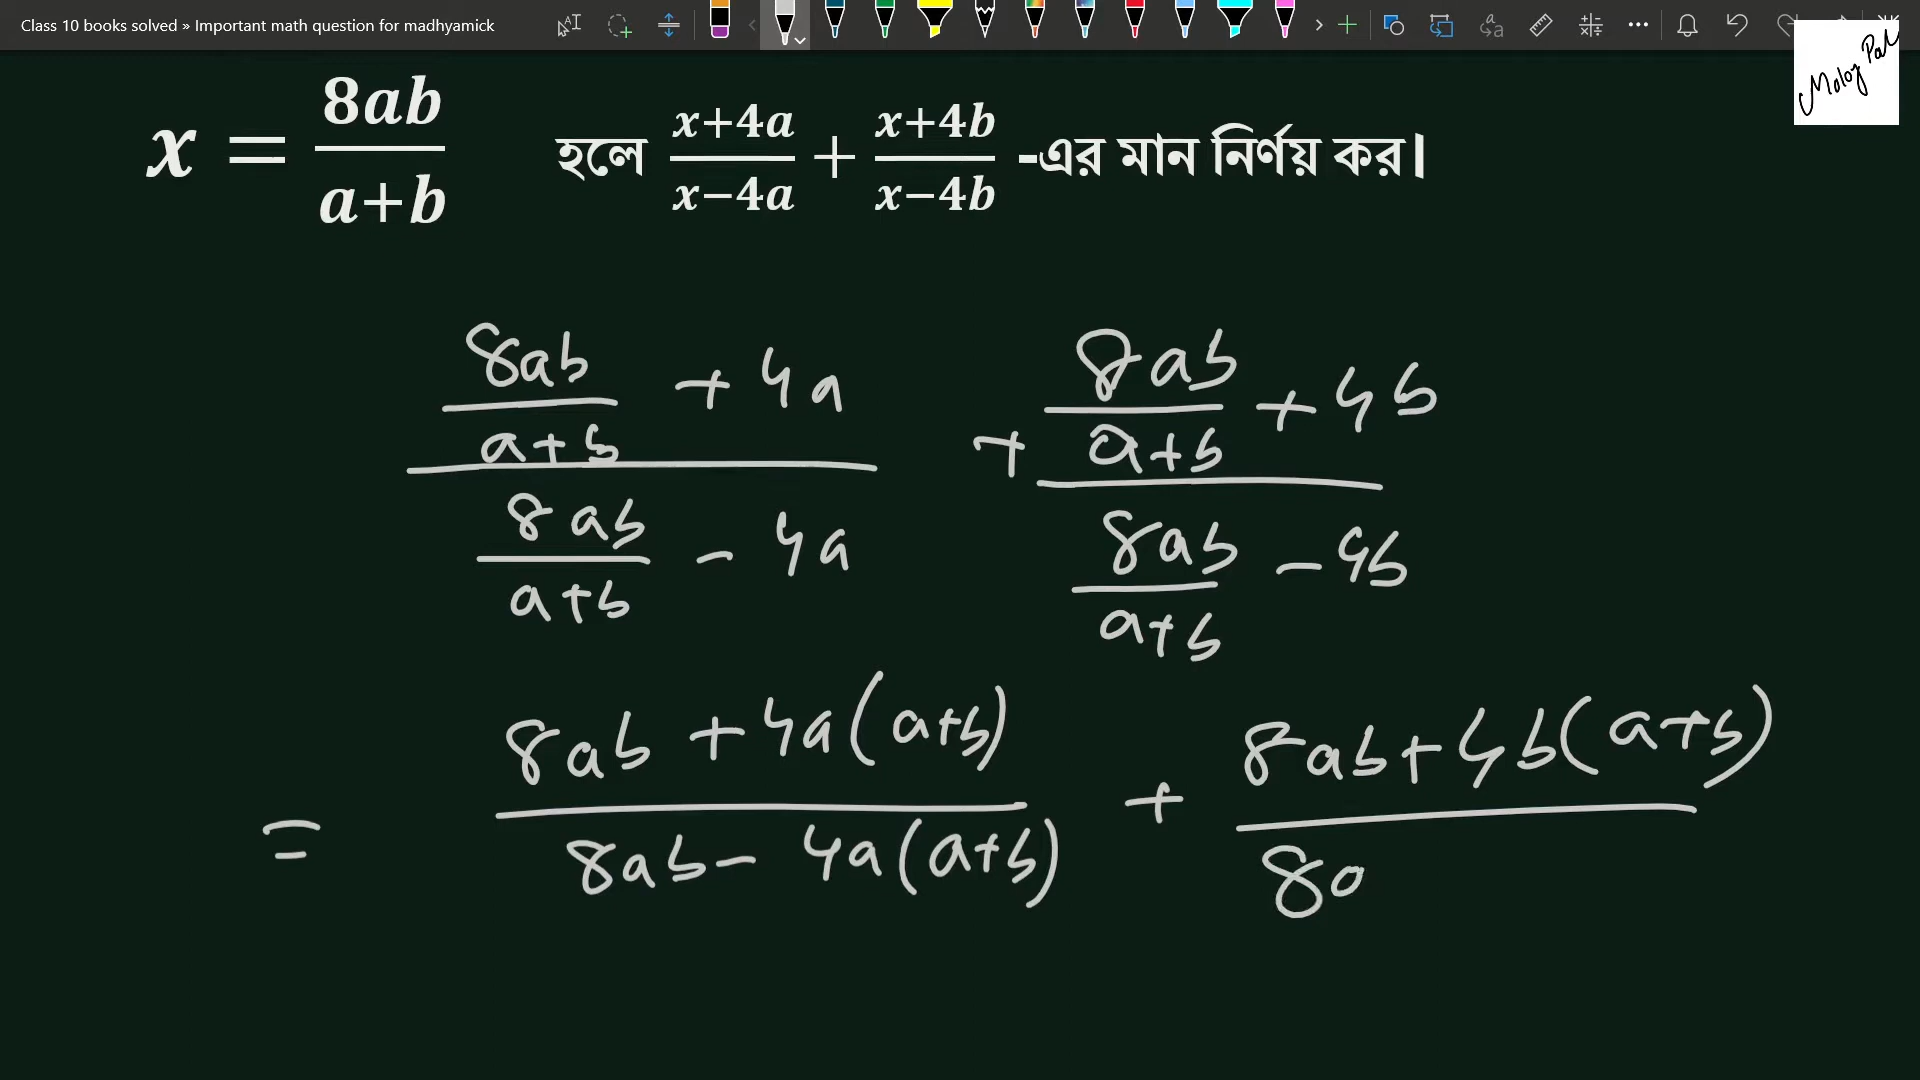 Class 10 books solved » Important math question for madhyamick
Moloy Pal
x = 8ab/a+b হলে x+4a/x−4a + x+4b/x−4b -এর মান নির্ণয় কর।
8ab/a+b + 4a
8ab/a+b − 4a
+ 8ab/a+b + 4b
8ab/a+b − 4b
= 8ab + 4a(a+b) + 8ab + 4b(a+b)
8ab − 4a(a+b) 8a